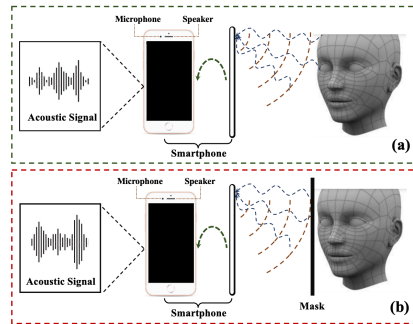 Microphone Speaker
Acoustic Signal
Smartphone
(a)
Microphone Speaker
Acoustic Signal
Smartphone
Mask
(b)